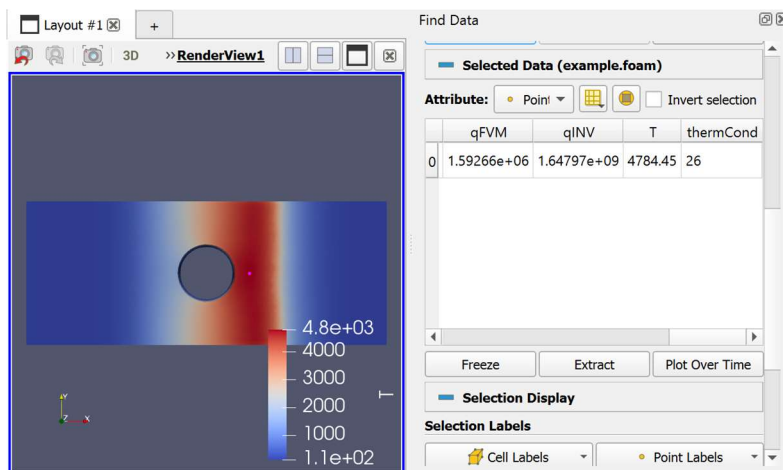 Layout #1 +
3D >> RenderView1
4.8e+03
4000
3000
T
2000
1000
1.1e+02
Y
Z X
Find Data
Selected Data (example.foam)
Attribute: Point Invert selection
qFVM qINV T thermCond
0 1.59266e+06 1.64797e+09 4784.45 26
Freeze Extract Plot Over Time
Selection Display
Selection Labels
Cell Labels Point Labels